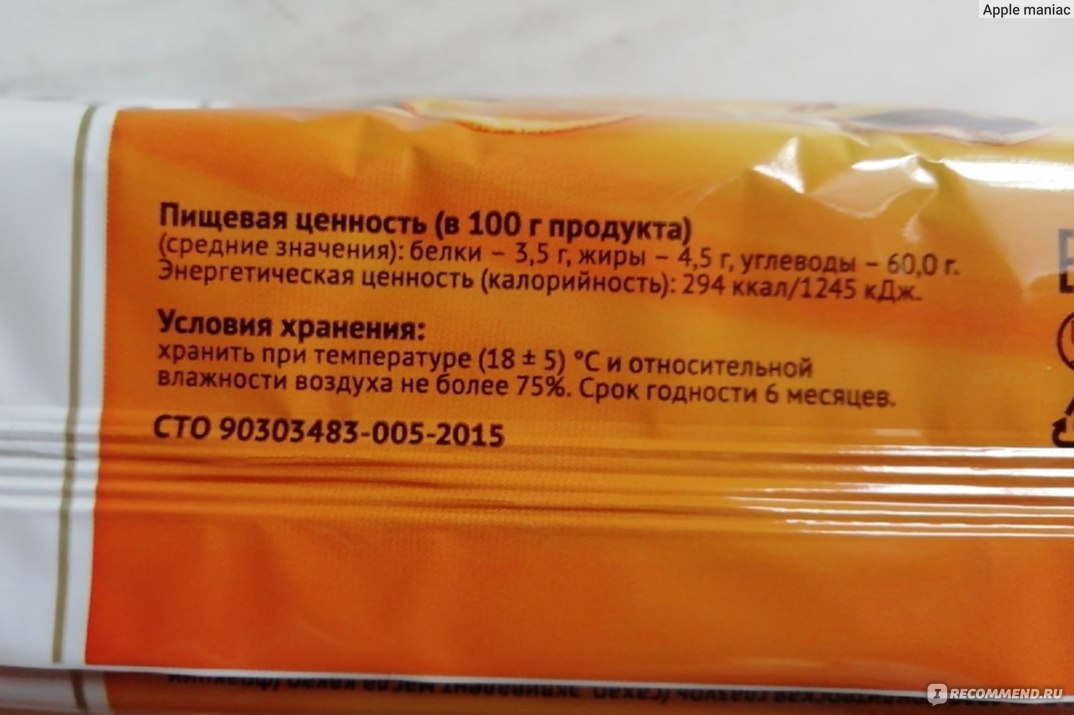 Apple maniac
Пищевая ценность (в 100 г продукта)
(средние значения): белки – 3,5 г, жиры – 4,5 г, углеводы – 60,0 г.
Энергетическая ценность (калорийность): 294 ккал/1245 кДж.
Условия хранения:
хранить при температуре (18 ± 5) °С и относительной
влажности воздуха не более 75%. Срок годности 6 месяцев.
СТО 90303483-005-2015
RECOMMEND.RU